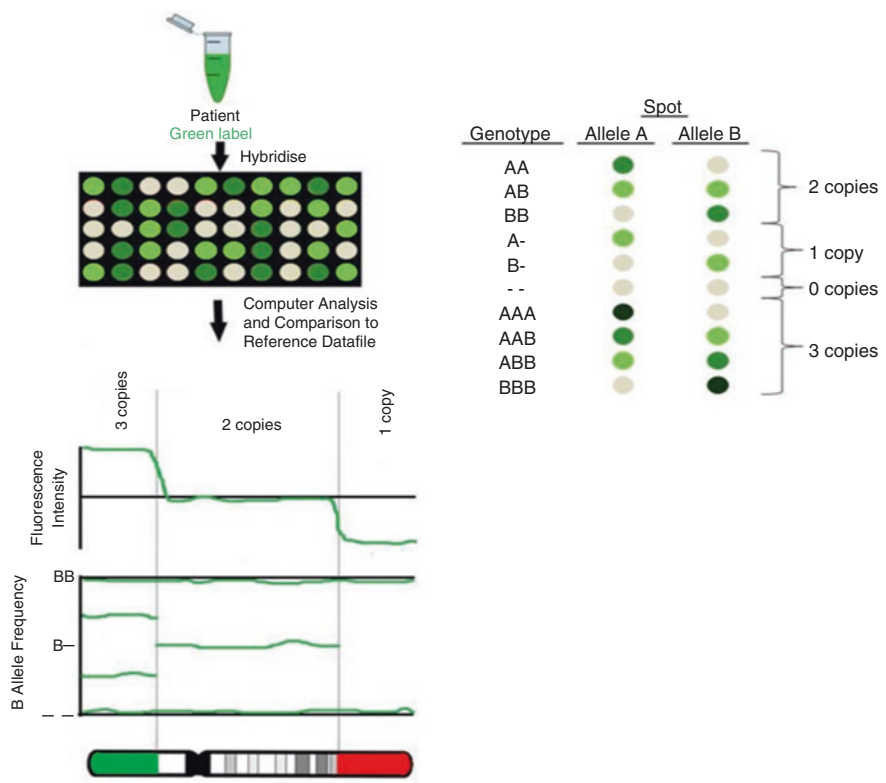 Patient
Green label
Hybridise
Computer Analysis
and Comparison to
Reference Datafile
3 copies
2 copies
1 copy
Fluorescence
Intensity
B Allele Frequency
BB
B–
– –
Spot
Genotype Allele A Allele B
AA
AB
BB
A-
B-
- -
AAA
AAB
ABB
BBB
2 copies
1 copy
0 copies
3 copies